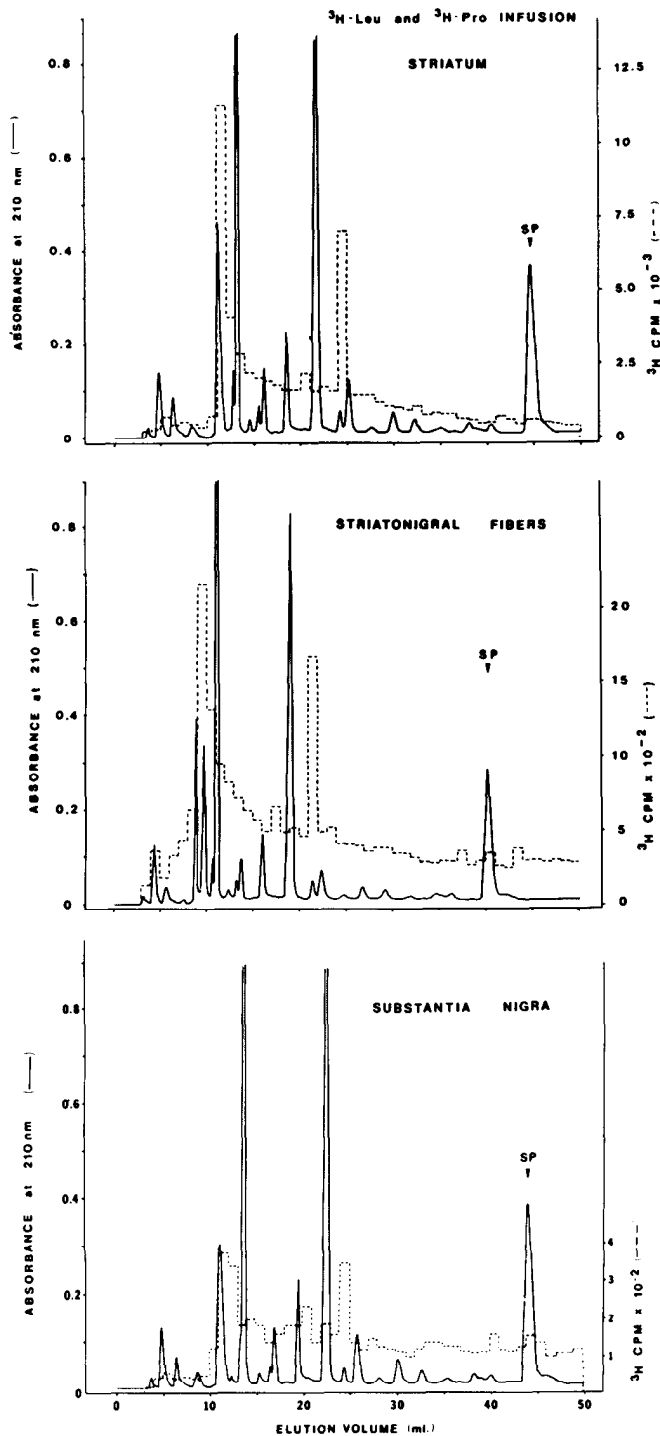 ³H-Leu and ³H-Pro INFUSION
STRIATUM
SP
ABSORBANCE at 210 nm (——)
0.8
0.6
0.4
0.2
0
12.5
10
7.5
5.0
2.5
0
³H CPM x 10⁻³ (---)
STRIATONIGRAL FIBERS
SP
ABSORBANCE at 210 nm (——)
0.8
0.6
0.4
0.2
0
20
15
10
5
0
³H CPM x 10⁻² (---)
SUBSTANTIA NIGRA
SP
ABSORBANCE at 210 nm (——)
0.8
0.6
0.4
0.2
0
4
3
2
1
³H CPM x 10⁻² (---)
0 10 20 30 40 50
ELUTION VOLUME (ml.)